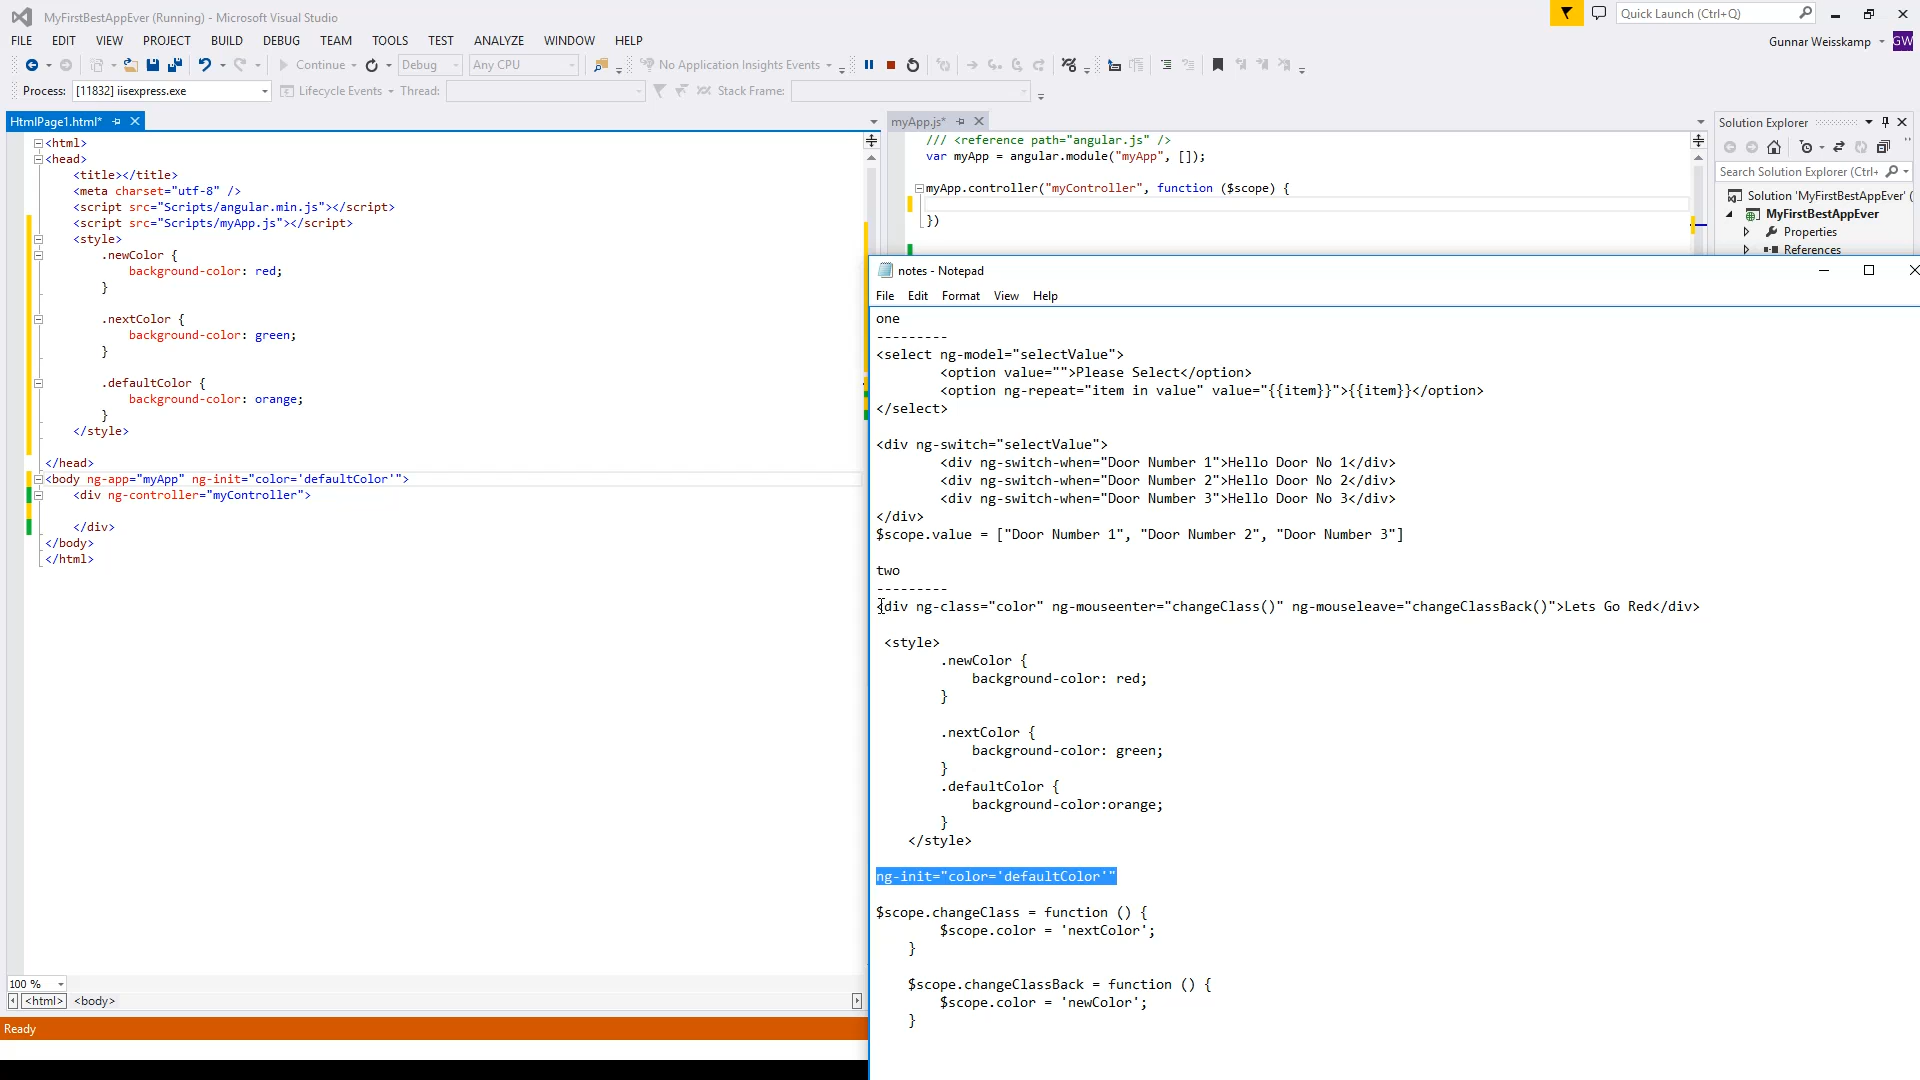 MyFirstBestAppEver (Running) - Microsoft Visual Studio
Quick Launch (Ctrl+Q)
FILE EDIT VIEW PROJECT BUILD DEBUG TEAM TOOLS TEST ANALYZE WINDOW HELP
Gunnar Weisskamp GW
Continue Debug Any CPU No Application Insights Events
Process: [11832] iisexpress.exe Lifecycle Events Thread: Stack Frame:
HtmlPage1.html*
<html>
<head>
<title></title>
<meta charset="utf-8" />
<script src="Scripts/angular.min.js"></script>
<script src="Scripts/myApp.js"></script>
<style>
.newColor {
background-color: red;
}
.nextColor {
background-color: green;
}
.defaultColor {
background-color: orange;
}
</style>
</head>
<body ng-app="myApp" ng-init="color='defaultColor'">
<div ng-controller="myController">
</div>
</body>
</html>
100 %
<html> <body>
Ready
myApp.js*
/// <reference path="angular.js" />
var myApp = angular.module("myApp", []);
myApp.controller("myController", function ($scope) {
})
Solution Explorer
Search Solution Explorer (Ctrl+
Solution 'MyFirstBestAppEver' (
MyFirstBestAppEver
Properties
References
notes - Notepad
File Edit Format View Help
one
---------
<select ng-model="selectValue">
<option value="">Please Select</option>
<option ng-repeat="item in value" value="{{item}}">{{item}}</option>
</select>
<div ng-switch="selectValue">
<div ng-switch-when="Door Number 1">Hello Door No 1</div>
<div ng-switch-when="Door Number 2">Hello Door No 2</div>
<div ng-switch-when="Door Number 3">Hello Door No 3</div>
</div>
$scope.value = ["Door Number 1", "Door Number 2", "Door Number 3"]
two
---------
<div ng-class="color" ng-mouseenter="changeClass()" ng-mouseleave="changeClassBack()">Lets Go Red</div>
<style>
.newColor {
background-color: red;
}
.nextColor {
background-color: green;
}
.defaultColor {
background-color:orange;
}
</style>
ng-init="color='defaultColor'"
$scope.changeClass = function () {
$scope.color = 'nextColor';
}
$scope.changeClassBack = function () {
$scope.color = 'newColor';
}